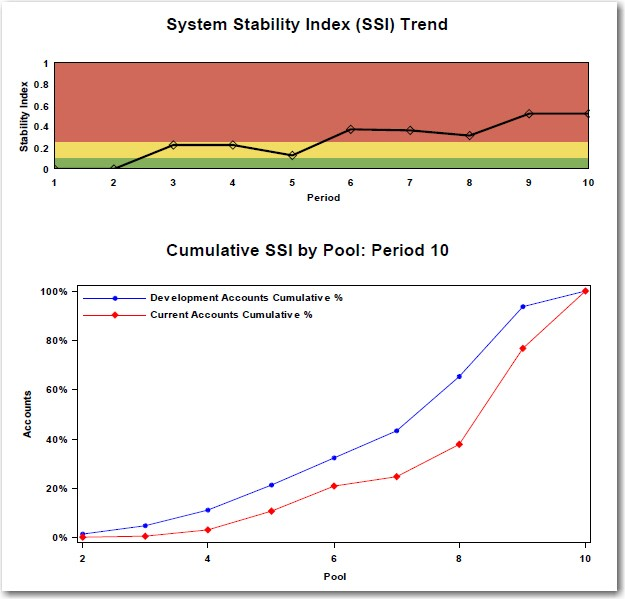 System Stability Index (SSI) Trend
1
0.8
0.6
0.4
0.2
0
Stability Index
1 2 3 4 5 6 7 8 9 10
Period
Cumulative SSI by Pool: Period 10
Development Accounts Cumulative %
Current Accounts Cumulative %
100%
80%
60%
40%
20%
0%
Accounts
2 4 6 8 10
Pool